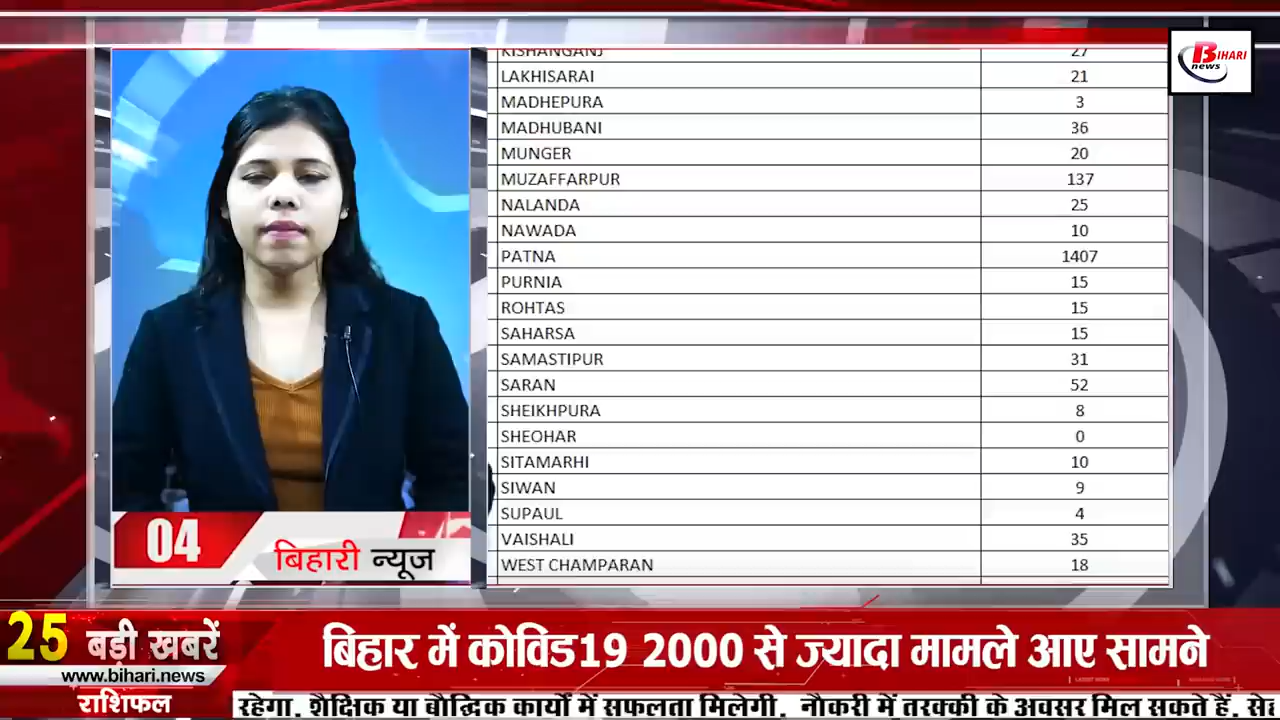 KISHANGANJ 27
LAKHISARAI 21
MADHEPURA 3
MADHUBANI 36
MUNGER 20
MUZAFFARPUR 137
NALANDA 25
NAWADA 10
PATNA 1407
PURNIA 15
ROHTAS 15
SAHARSA 15
SAMASTIPUR 31
SARAN 52
SHEIKHPURA 8
SHEOHAR 0
SITAMARHI 10
SIWAN 9
SUPAUL 4
VAISHALI 35
WEST CHAMPARAN 18
BIHARI
news
04
बिहारी न्यूज
25 बड़ी खबरें
www.bihari.news
बिहार में कोविड19 2000 से ज्यादा मामले आए सामने
राशिफल
रहेगा. शैक्षिक या बौद्धिक कार्यों में सफलता मिलेगी. नौकरी में तरक्की के अवसर मिल सकते हैं.